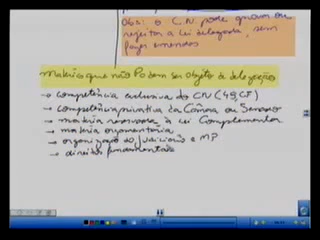 Obs: o C.N pode aprovar ou
rejeitar a lei delegada, sem
fazer emendas
matérias que não Podem ser objeto de delegação
→ competência exclusiva do CN (49, CF)
→ competência privativa da Câmara ou Senado
→ matéria reservada à lei Complementar
→ matéria orçamentária
→ organização do Judiciário e MP
→ direitos fundamentais